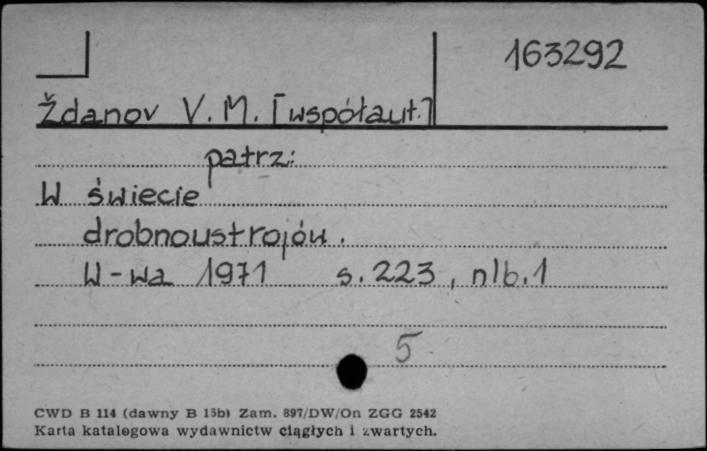 163292
Ždanov V. M. [współaut.]
patrz:
W świecie
drobnoustrojów.
W-wa 1971 s. 223, nlb. 1
5
CWD B 114 (dawny B 15b) Zam. 897/DW/On ZGG 2542
Karta katalogowa wydawnictw ciągłych i zwartych.